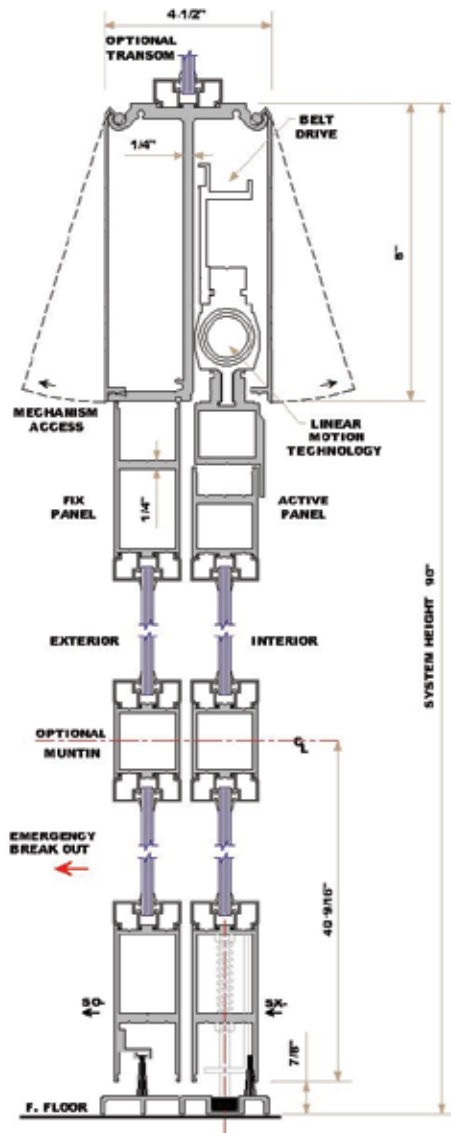 4-1/2"
OPTIONAL
TRANSOM
BELT
DRIVE
1/4"
8"
MECHANISM
ACCESS
LINEAR
MOTION
TECHNOLOGY
FIX
PANEL
1/4"
ACTIVE
PANEL
SYSTEM HEIGHT 90"
EXTERIOR
INTERIOR
OPTIONAL
MUNTIN
CL
EMERGENCY
BREAK OUT
40-9/16"
SO-
SX-
7/8"
F. FLOOR